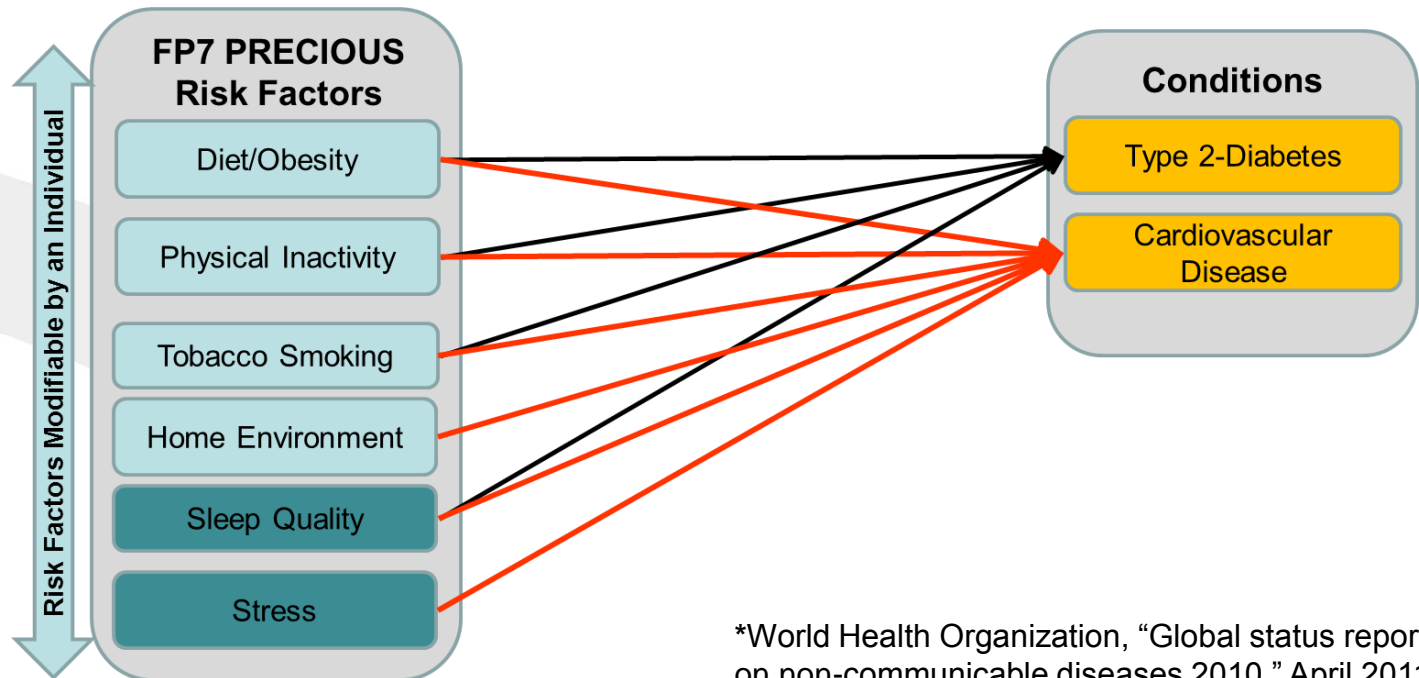 Risk Factors Modifiable by an Individual
FP7 PRECIOUS
Risk Factors
Diet/Obesity
Physical Inactivity
Tobacco Smoking
Home Environment
Sleep Quality
Stress
Conditions
Type 2-Diabetes
Cardiovascular
Disease
*World Health Organization, “Global status repor
on non-communicable diseases 2010,” April